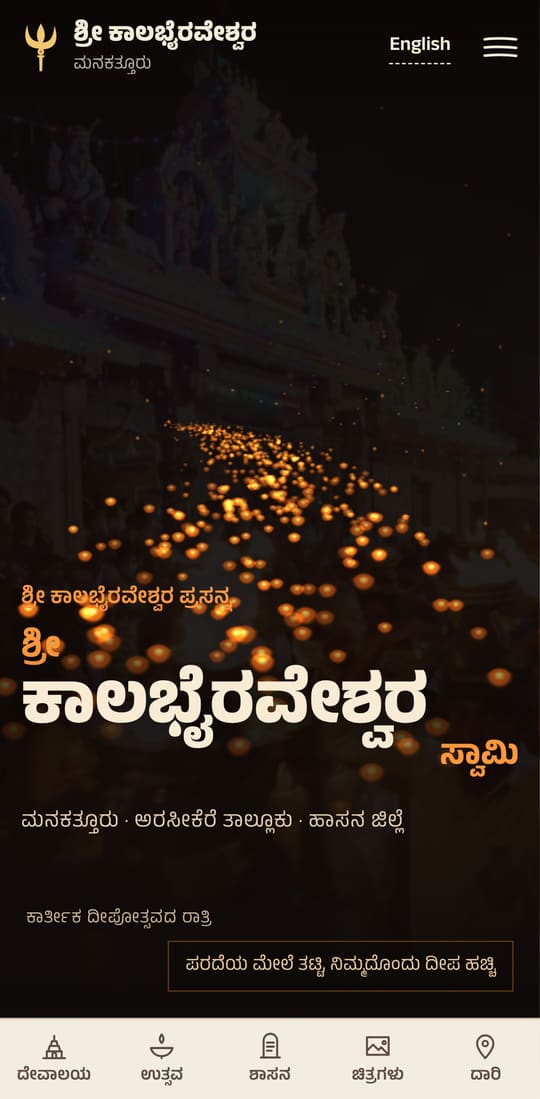 ಶ್ರೀ ಕಾಲಭೈರವೇಶ್ವರ
ಮನಕತ್ತೂರು
English
ಶ್ರೀ ಕಾಲಭೈರವೇಶ್ವರ ಪ್ರಸನ್ನ
ಶ್ರೀ
ಕಾಲಭೈರವೇಶ್ವರ
ಸ್ವಾಮಿ
ಮನಕತ್ತೂರು · ಅರಸೀಕೆರೆ ತಾಲ್ಲೂಕು · ಹಾಸನ ಜಿಲ್ಲೆ
ಕಾರ್ತೀಕ ದೀಪೋತ್ಸವದ ರಾತ್ರಿ
ಪರದೆಯ ಮೇಲೆ ತಟ್ಟಿ, ನಿಮ್ಮದೊಂದು ದೀಪ ಹಚ್ಚಿ
ದೇವಾಲಯ
ಉತ್ಸವ
ಶಾಸನ
ಚಿತ್ರಗಳು
ದಾರಿ